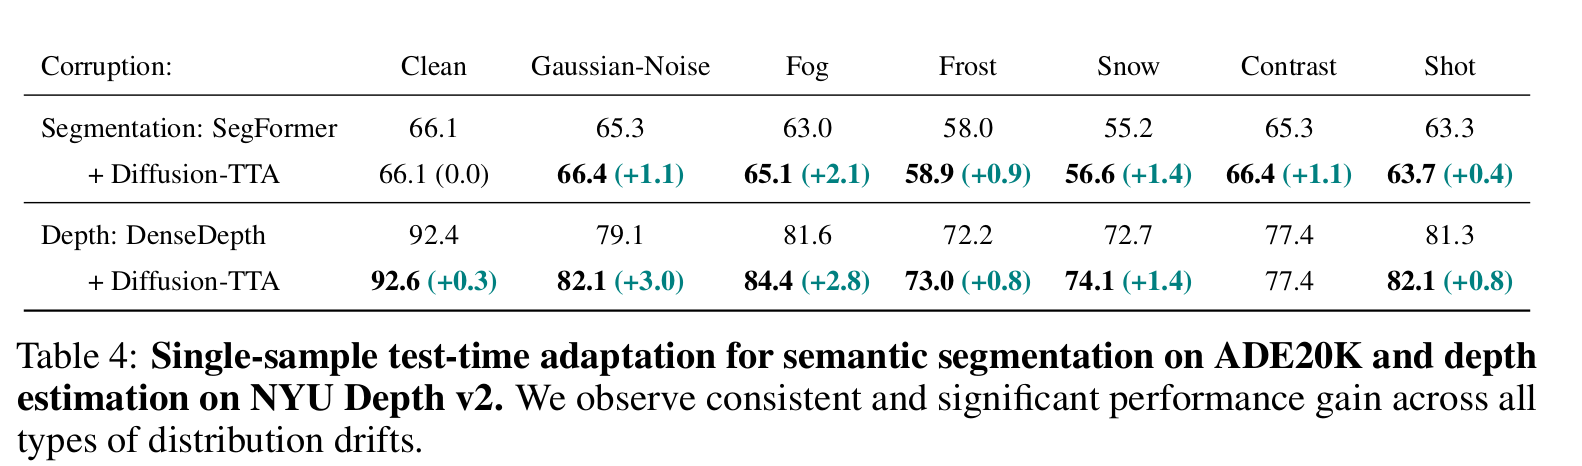 Corruption: Clean Gaussian-Noise Fog Frost Snow Contrast Shot
Segmentation: SegFormer 66.1 65.3 63.0 58.0 55.2 65.3 63.3
+ Diffusion-TTA 66.1 (0.0) 66.4 (+1.1) 65.1 (+2.1) 58.9 (+0.9) 56.6 (+1.4) 66.4 (+1.1) 63.7 (+0.4)
Depth: DenseDepth 92.4 79.1 81.6 72.2 72.7 77.4 81.3
+ Diffusion-TTA 92.6 (+0.3) 82.1 (+3.0) 84.4 (+2.8) 73.0 (+0.8) 74.1 (+1.4) 77.4 82.1 (+0.8)
Table 4: Single-sample test-time adaptation for semantic segmentation on ADE20K and depth
estimation on NYU Depth v2. We observe consistent and significant performance gain across all
types of distribution drifts.